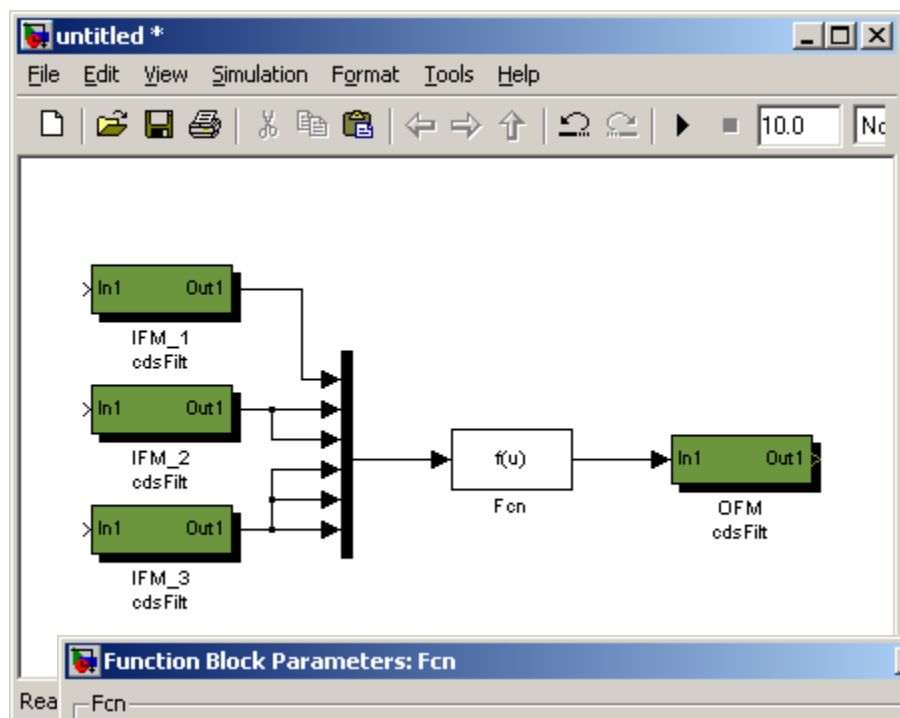 untitled *
File Edit View Simulation Format Tools Help
10.0
In1 Out1
IFM_1
cdsFilt
In1 Out1
IFM_2
cdsFilt
f(u)
Fcn
In1 Out1
OFM
cdsFilt
In1 Out1
IFM_3
cdsFilt
Function Block Parameters: Fcn
Rea
Fcn